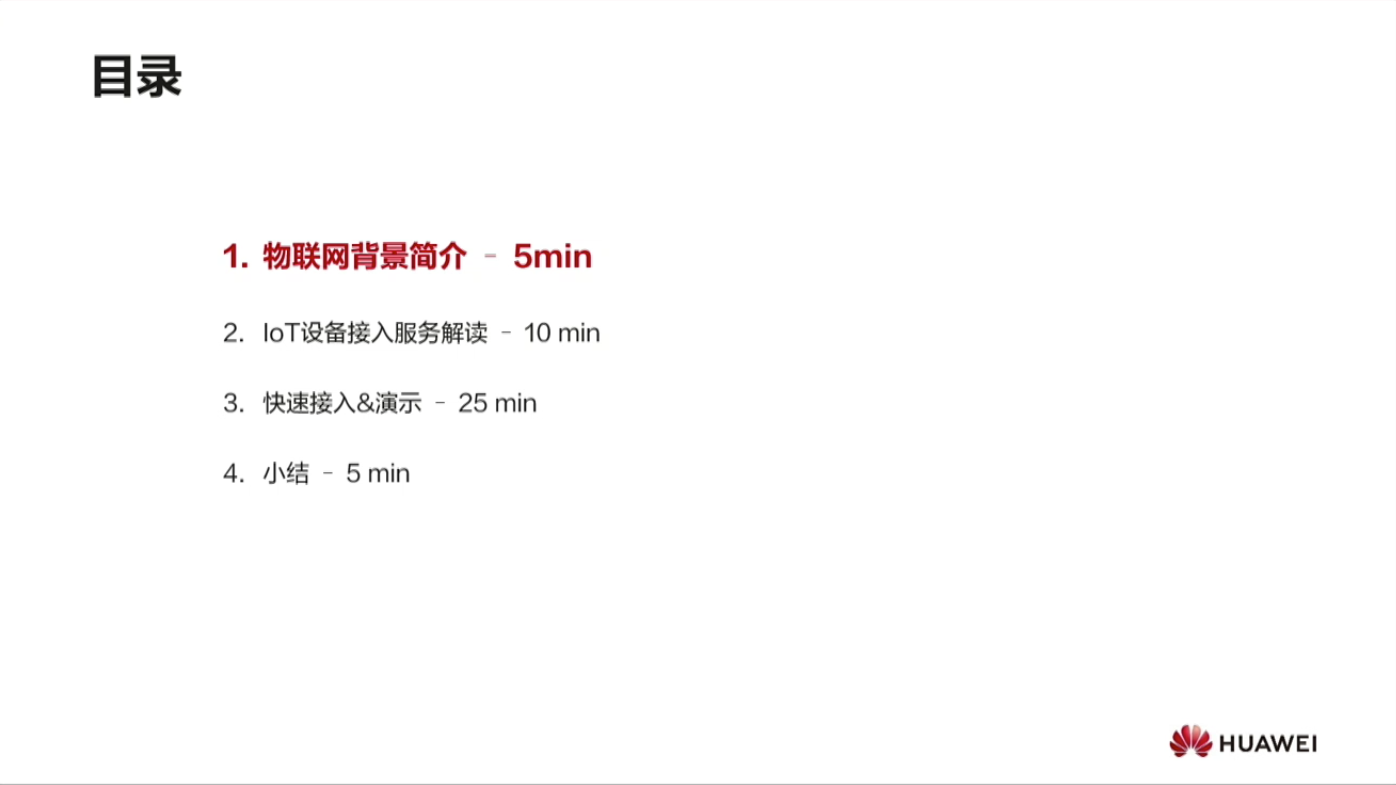 目录
1. 物联网背景简介 – 5min
2. IoT设备接入服务解读 – 10 min
3. 快速接入&演示 – 25 min
4. 小结 – 5 min
HUAWEI